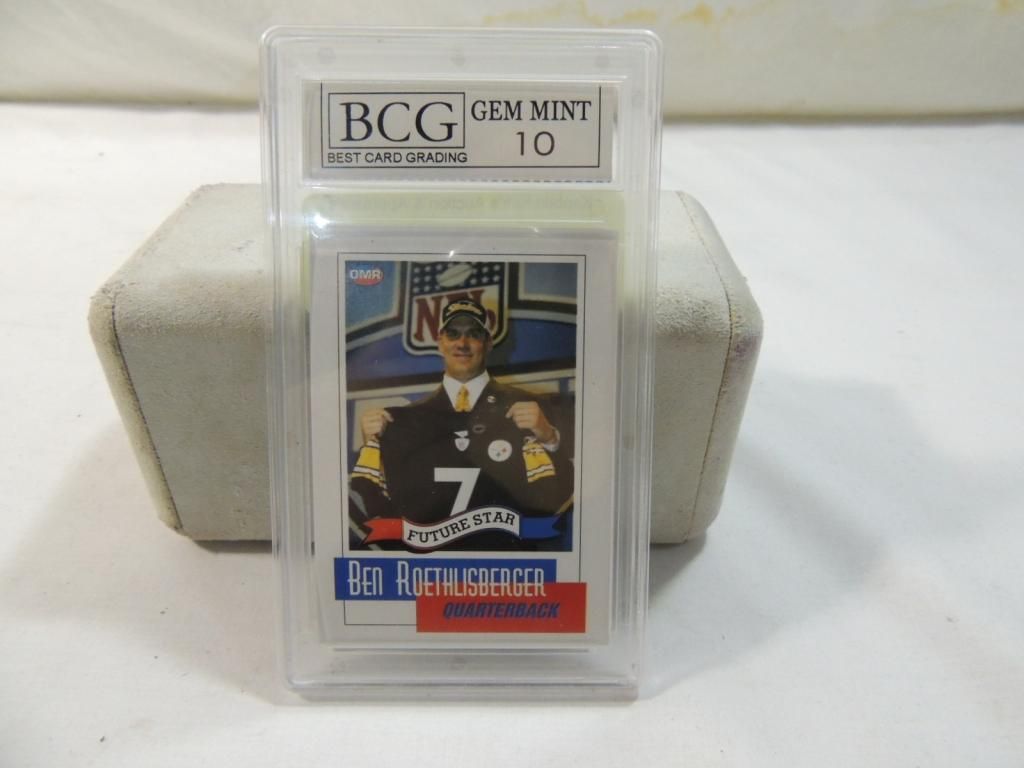 BCG
BEST CARD GRADING
GEM MINT
10
OMR
NFL
7
FUTURE STAR
BEN ROETHLISBERGER
QUARTERBACK